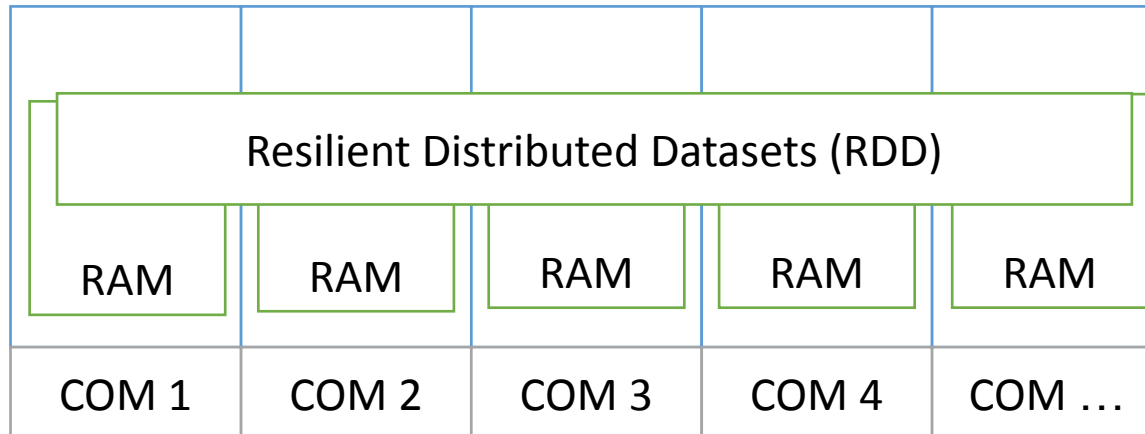 Resilient Distributed Datasets (RDD)
RAM RAM RAM RAM RAM
COM 1 COM 2 COM 3 COM 4 COM …